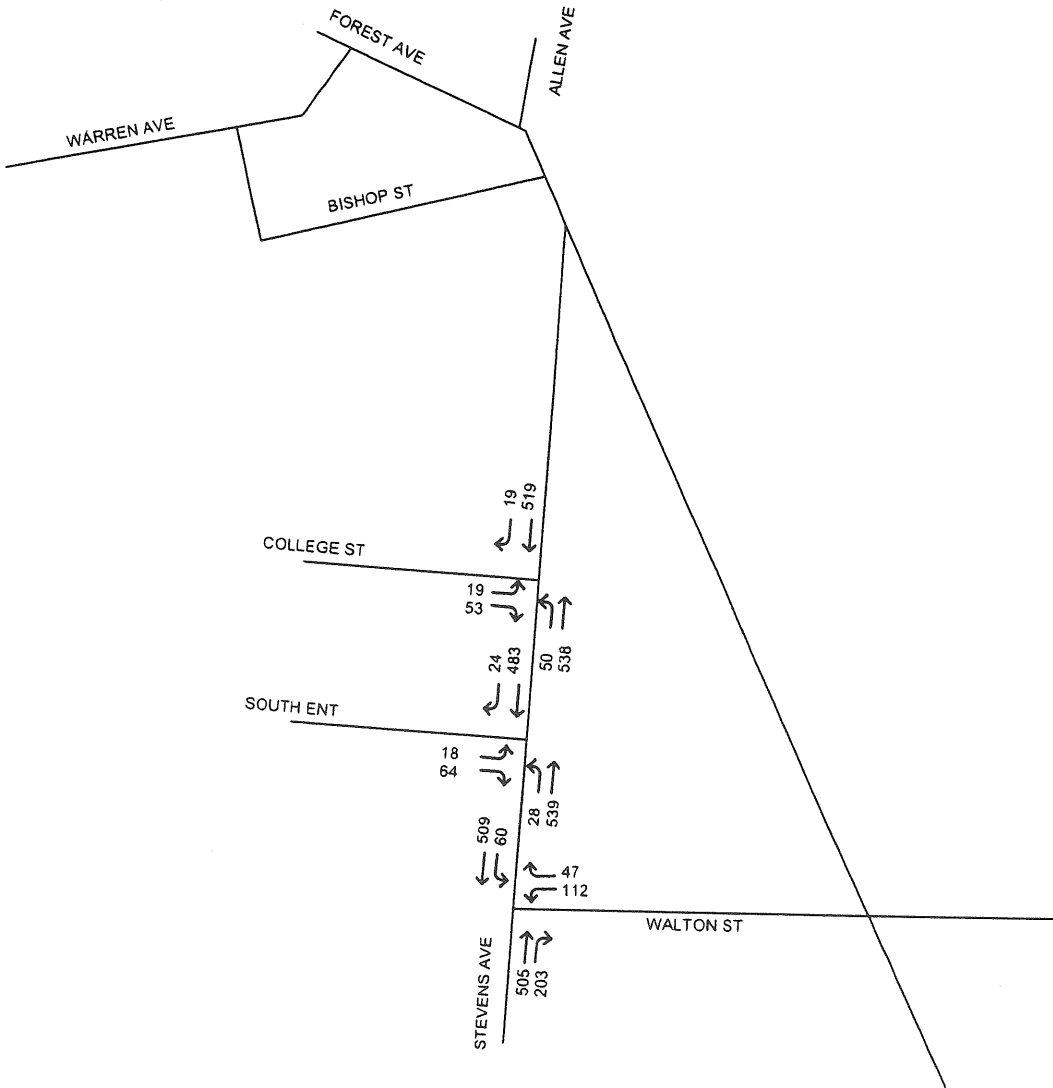 FOREST AVE
ALLEN AVE
WARREN AVE
BISHOP ST
19
519
COLLEGE ST
19
53
50
538
24
483
SOUTH ENT
18
64
28
539
509
60
47
112
WALTON ST
STEVENS AVE
505
203